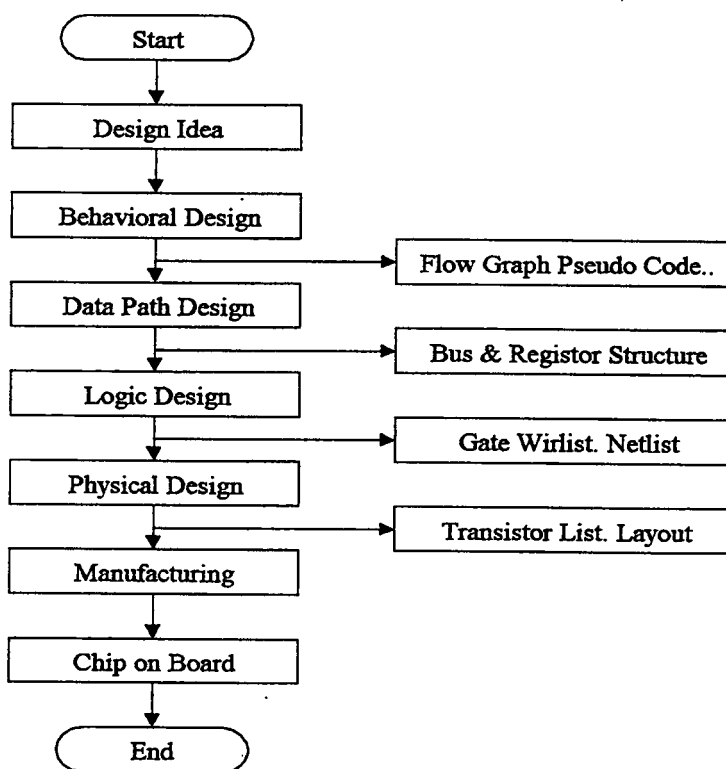 Start
Design Idea
Behavioral Design
Flow Graph Pseudo Code..
Data Path Design
Bus & Registor Structure
Logic Design
Gate Wirlist. Netlist
Physical Design
Transistor List. Layout
Manufacturing
Chip on Board
End